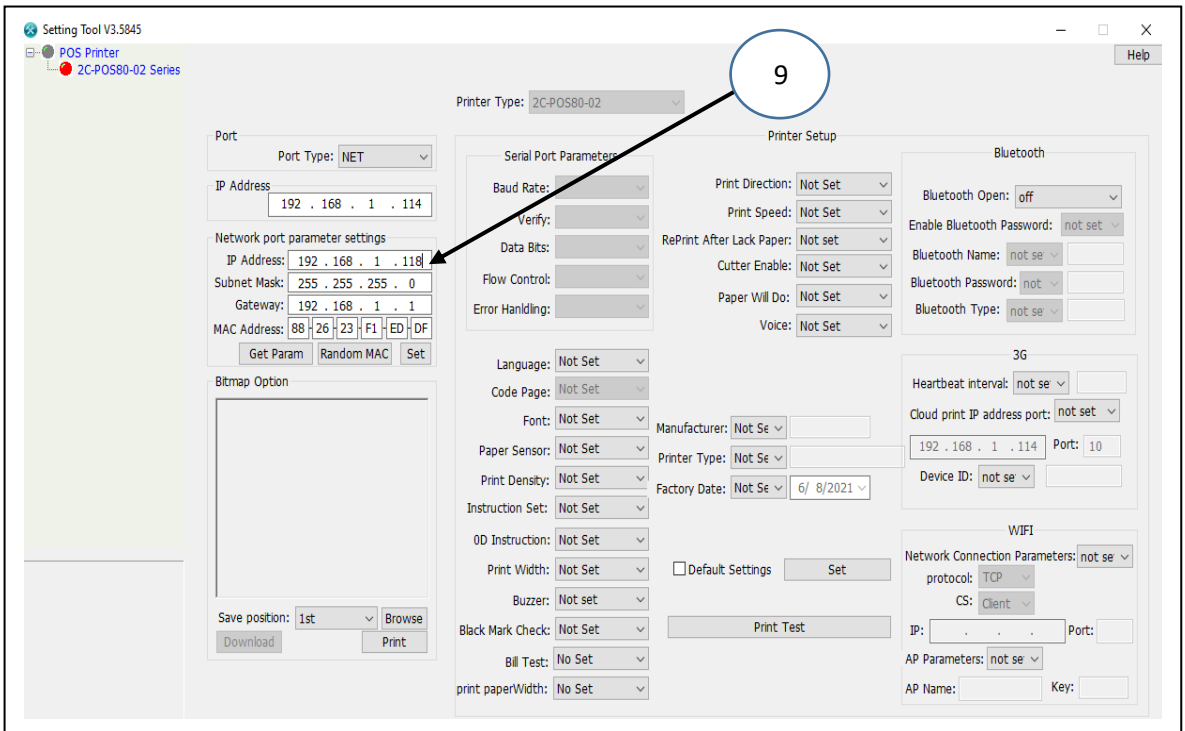 Setting Tool V3.5845
Help
POS Printer
2C-POS80-02 Series
9
Printer Type: 2C-POS80-02
Port
Port Type: NET
IP Address
192 . 168 . 1 . 114
Network port parameter settings
IP Address: 192 . 168 . 1 . 118
Subnet Mask: 255 . 255 . 255 . 0
Gateway: 192 . 168 . 1 . 1
MAC Address: 88 - 26 - 23 - F1 - ED - DF
Get Param Random MAC Set
Bitmap Option
Save position: 1st Browse
Download Print
Printer Setup
Serial Port Parameters
Baud Rate:
Verify:
Data Bits:
Flow Control:
Error Hanlding:
Language: Not Set
Code Page: Not Set
Font: Not Set
Paper Sensor: Not Set
Print Density: Not Set
Instruction Set: Not Set
0D Instruction: Not Set
Print Width: Not Set
Buzzer: Not set
Black Mark Check: Not Set
Bill Test: No Set
print paperWidth: No Set
Print Direction: Not Set
Print Speed: Not Set
RePrint After Lack Paper: Not set
Cutter Enable: Not Set
Paper Will Do: Not Set
Voice: Not Set
Manufacturer: Not Se
Printer Type: Not Se
Factory Date: Not Se 6/ 8/2021
Default Settings Set
Print Test
Bluetooth
Bluetooth Open: off
Enable Bluetooth Password: not set
Bluetooth Name: not se
Bluetooth Password: not
Bluetooth Type: not se
3G
Heartbeat interval: not se
Cloud print IP address port: not set
192 . 168 . 1 . 114 Port: 10
Device ID: not se
WIFI
Network Connection Parameters: not se
protocol: TCP
CS: Client
IP: . . . Port:
AP Parameters: not se
AP Name: Key: